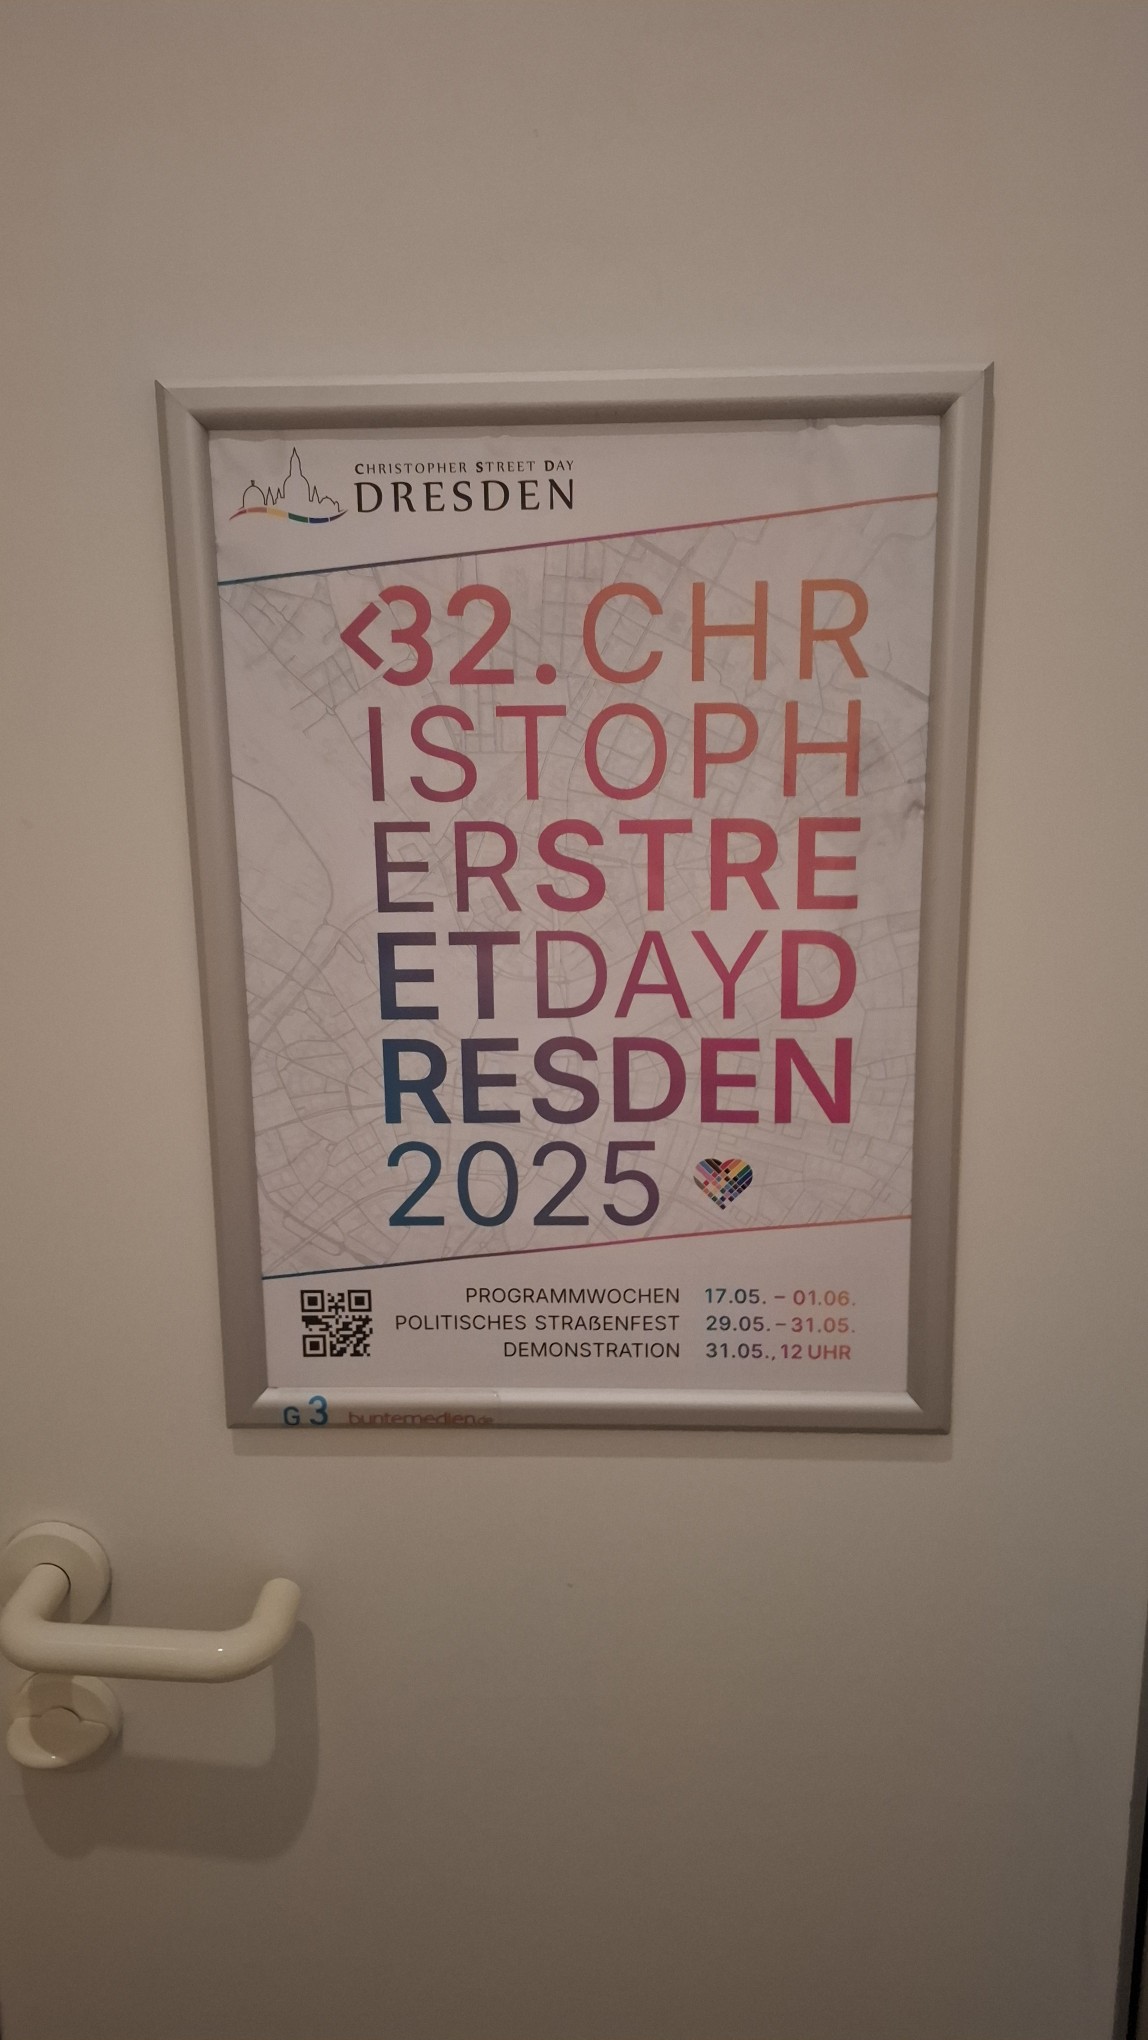 CHRISTOPHER STREET DAY
DRESDEN
<32. CHR
ISTOPH
ERSTRE
ETDAYD
RESDEN
2025
PROGRAMMWOCHEN 17.05. – 01.06.
POLITISCHES STRAßENFEST 29.05. – 31.05.
DEMONSTRATION 31.05., 12 UHR
G 3 buntemedien.de